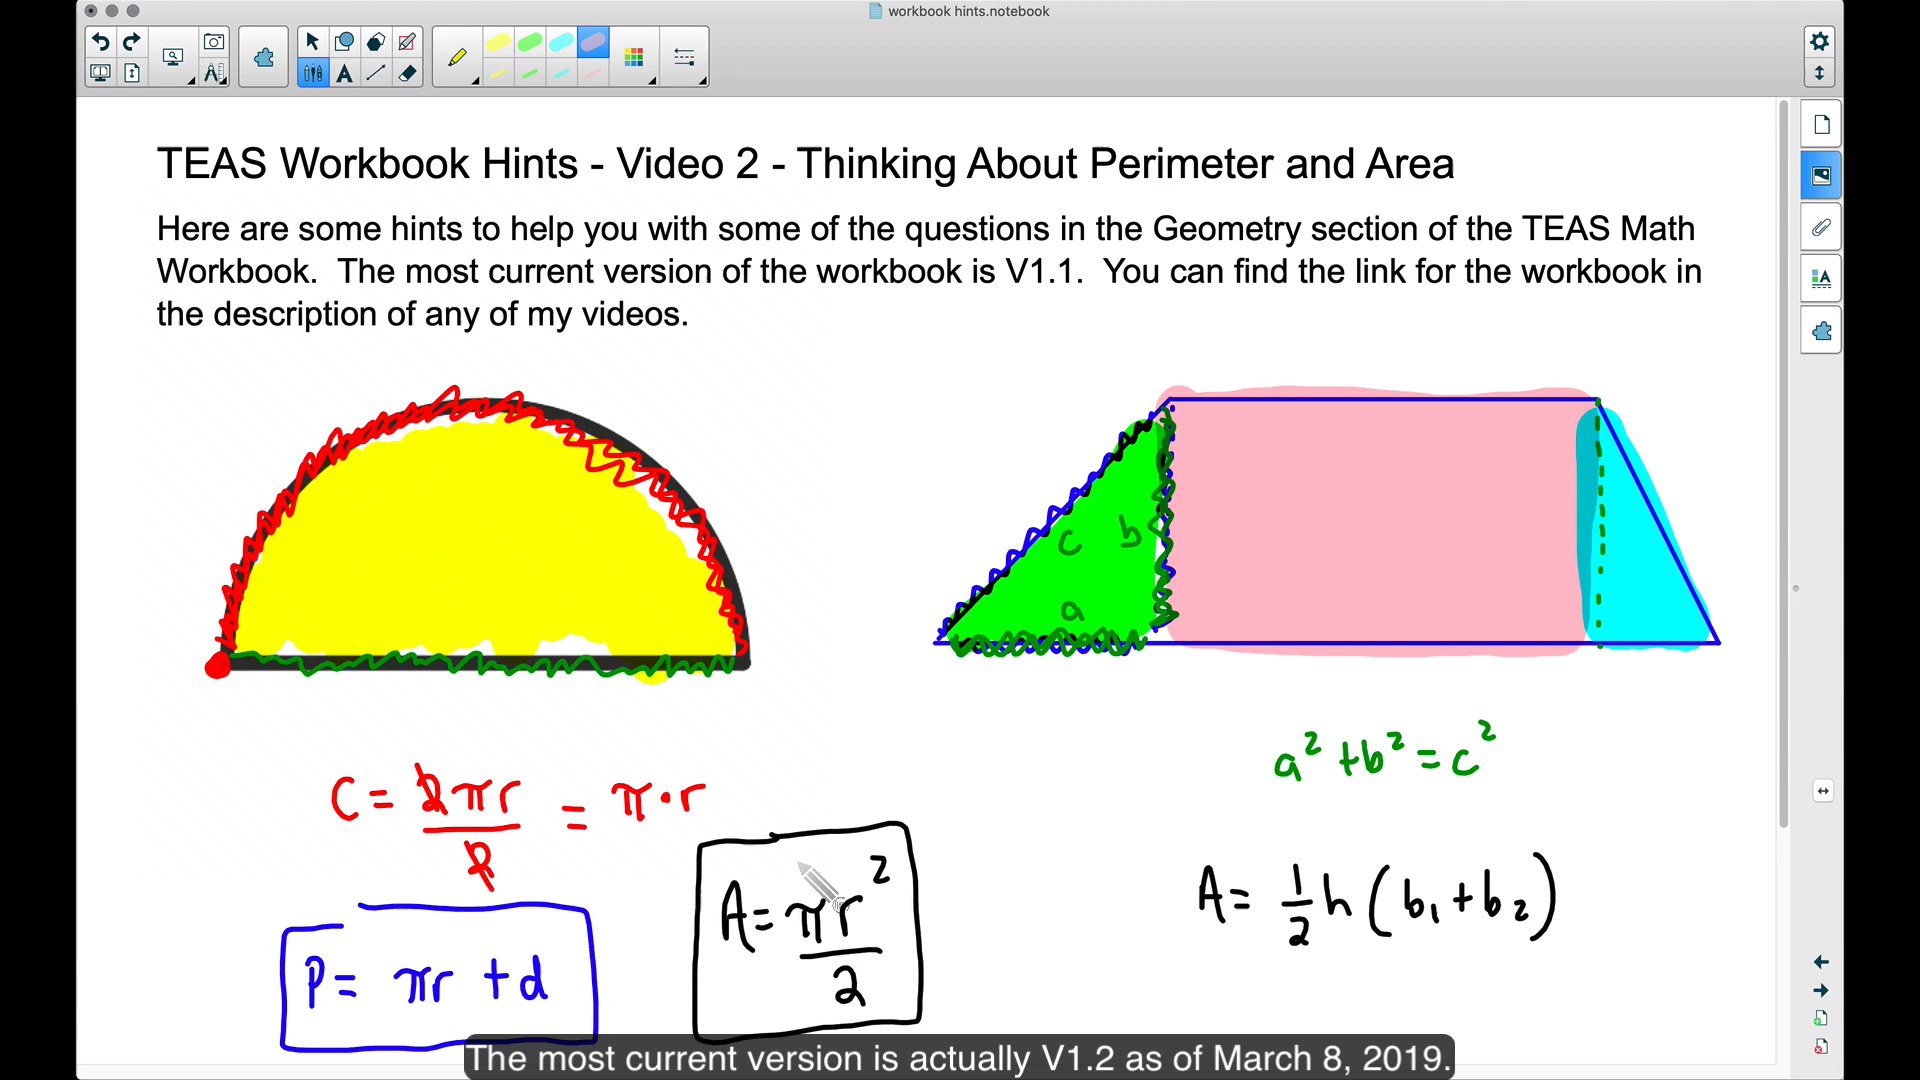 workbook hints.notebook
TEAS Workbook Hints - Video 2 - Thinking About Perimeter and Area
Here are some hints to help you with some of the questions in the Geometry section of the TEAS Math
Workbook.  The most current version of the workbook is V1.1.  You can find the link for the workbook in
the description of any of my videos.
c b
a
a² + b² = c²
C = 2πr/2 = π·r
A = πr²/2
A = 1/2 h (b₁ + b₂)
P = πr + d
The most current version is actually V1.2 as of March 8, 2019.